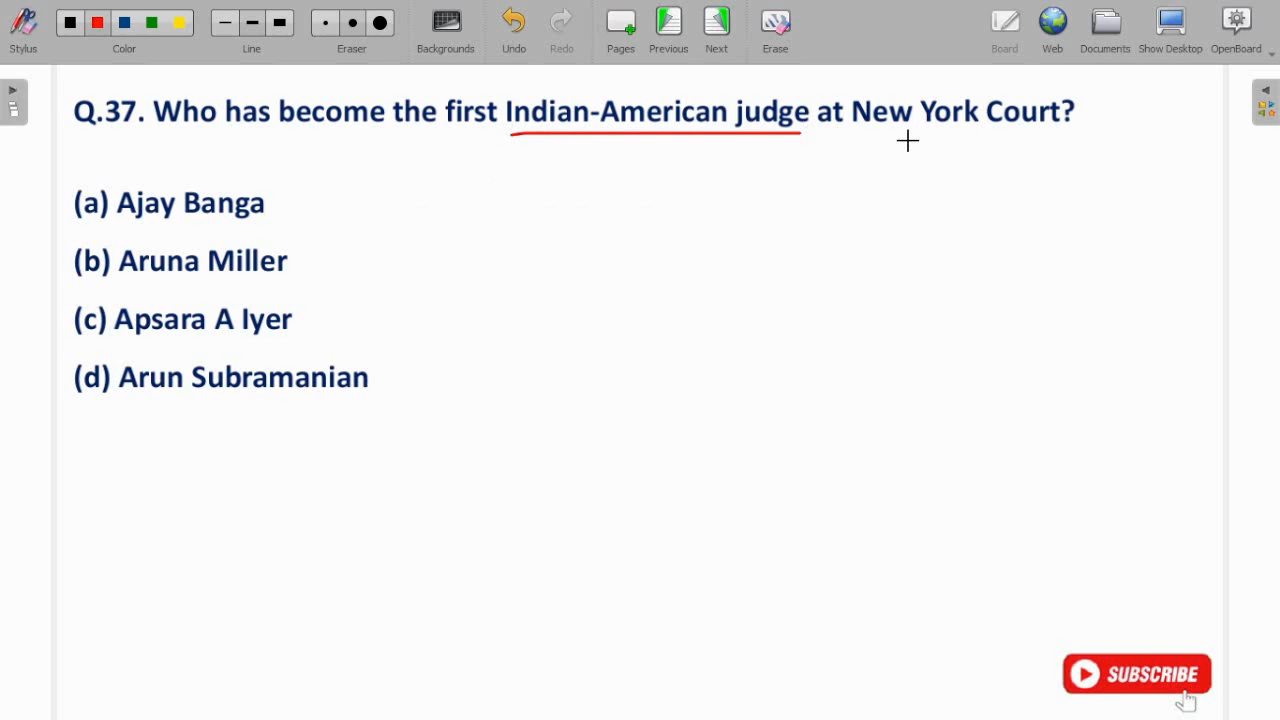 Stylus Color Line Eraser Backgrounds Undo Redo Pages Previous Next Erase Board Web Documents Show Desktop OpenBoard
Q.37. Who has become the first Indian-American judge at New York Court?
(a) Ajay Banga
(b) Aruna Miller
(c) Apsara A Iyer
(d) Arun Subramanian
SUBSCRIBE